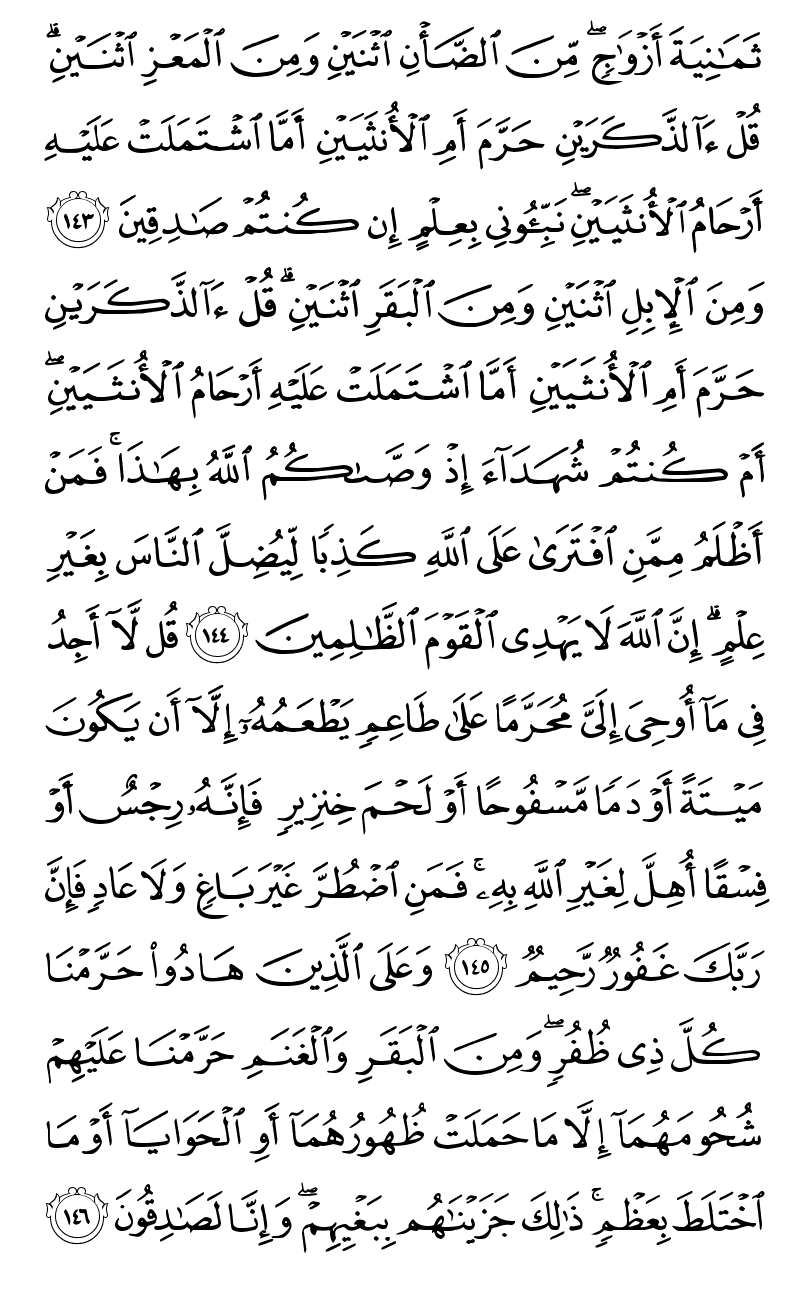 ثَمَٰنِيَةَ أَزۡوَٰجٖۖ مِّنَ ٱلضَّأۡنِ ٱثۡنَيۡنِ وَمِنَ ٱلۡمَعۡزِ ٱثۡنَيۡنِۗ
قُلۡ ءَآلذَّكَرَيۡنِ حَرَّمَ أَمِ ٱلۡأُنثَيَيۡنِ أَمَّا ٱشۡتَمَلَتۡ عَلَيۡهِ
أَرۡحَامُ ٱلۡأُنثَيَيۡنِۖ نَبِّـُٔونِي بِعِلۡمٍ إِن كُنتُمۡ صَٰدِقِينَ ١٤٣
وَمِنَ ٱلۡإِبِلِ ٱثۡنَيۡنِ وَمِنَ ٱلۡبَقَرِ ٱثۡنَيۡنِۗ قُلۡ ءَآلذَّكَرَيۡنِ
حَرَّمَ أَمِ ٱلۡأُنثَيَيۡنِ أَمَّا ٱشۡتَمَلَتۡ عَلَيۡهِ أَرۡحَامُ ٱلۡأُنثَيَيۡنِۖ
أَمۡ كُنتُمۡ شُهَدَآءَ إِذۡ وَصَّىٰكُمُ ٱللَّهُ بِهَٰذَاۚ فَمَنۡ
أَظۡلَمُ مِمَّنِ ٱفۡتَرَىٰ عَلَى ٱللَّهِ كَذِبٗا لِّيُضِلَّ ٱلنَّاسَ بِغَيۡرِ
عِلۡمٍۗ إِنَّ ٱللَّهَ لَا يَهۡدِي ٱلۡقَوۡمَ ٱلظَّٰلِمِينَ ١٤٤ قُل لَّآ أَجِدُ
فِي مَآ أُوحِيَ إِلَيَّ مُحَرَّمًا عَلَىٰ طَاعِمٖ يَطۡعَمُهُۥٓ إِلَّآ أَن يَكُونَ
مَيۡتَةً أَوۡ دَمٗا مَّسۡفُوحًا أَوۡ لَحۡمَ خِنزِيرٖ فَإِنَّهُۥ رِجۡسٌ أَوۡ
فِسۡقًا أُهِلَّ لِغَيۡرِ ٱللَّهِ بِهِۦۚ فَمَنِ ٱضۡطُرَّ غَيۡرَ بَاغٖ وَلَا عَادٖ فَإِنَّ
رَبَّكَ غَفُورٞ رَّحِيمٞ ١٤٥ وَعَلَى ٱلَّذِينَ هَادُواْ حَرَّمۡنَا
كُلَّ ذِي ظُفُرٖۖ وَمِنَ ٱلۡبَقَرِ وَٱلۡغَنَمِ حَرَّمۡنَا عَلَيۡهِمۡ
شُحُومَهُمَآ إِلَّا مَا حَمَلَتۡ ظُهُورُهُمَآ أَوِ ٱلۡحَوَايَآ أَوۡ مَا
ٱخۡتَلَطَ بِعَظۡمٖۚ ذَٰلِكَ جَزَيۡنَٰهُم بِبَغۡيِهِمۡۖ وَإِنَّا لَصَٰدِقُونَ ١٤٦